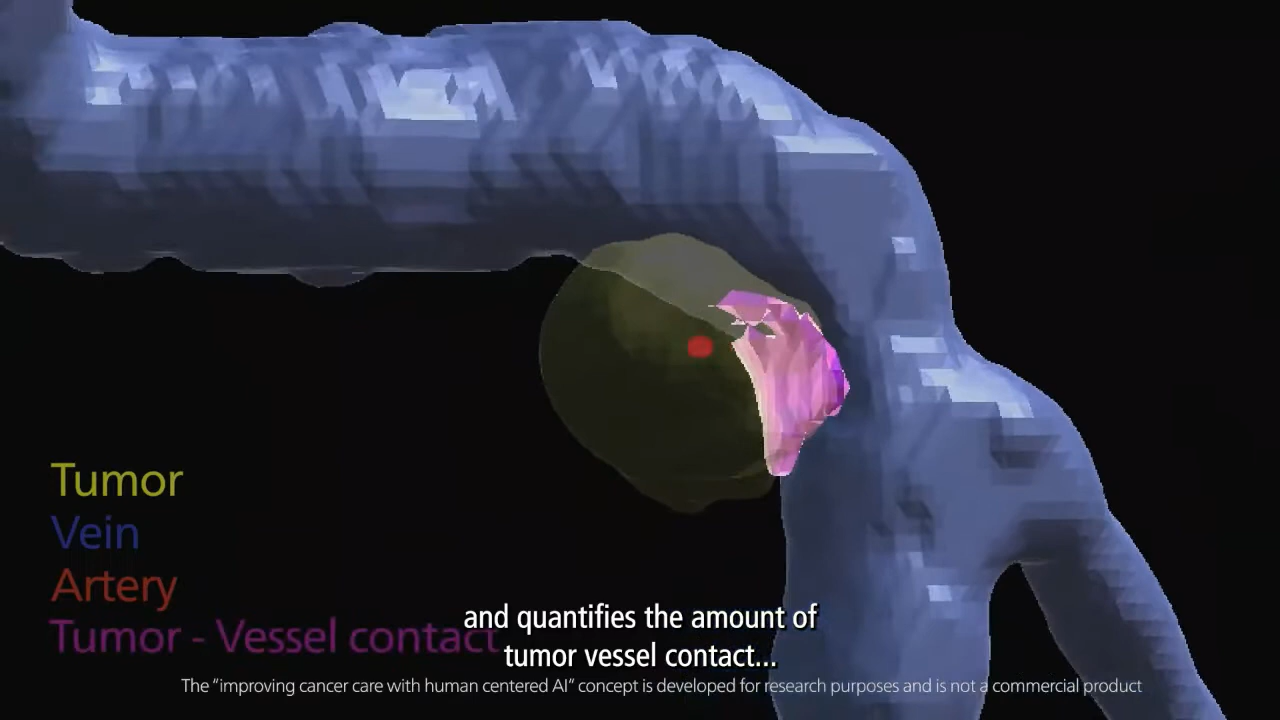 Tumor
Vein
Artery
Tumor - Vessel contact
and quantifies the amount of
tumor vessel contact...
The "improving cancer care with human centered AI" concept is developed for research purposes and is not a commercial product